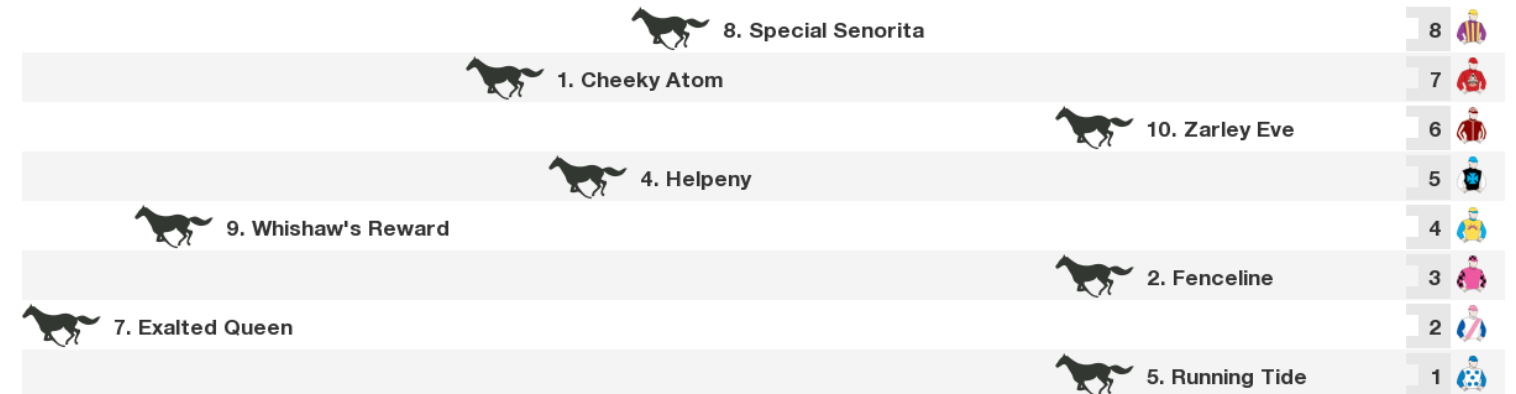 8. Special Senorita 8
1. Cheeky Atom 7
10. Zarley Eve 6
4. Helpeny 5
9. Whishaw's Reward 4
2. Fenceline 3
7. Exalted Queen 2
5. Running Tide 1